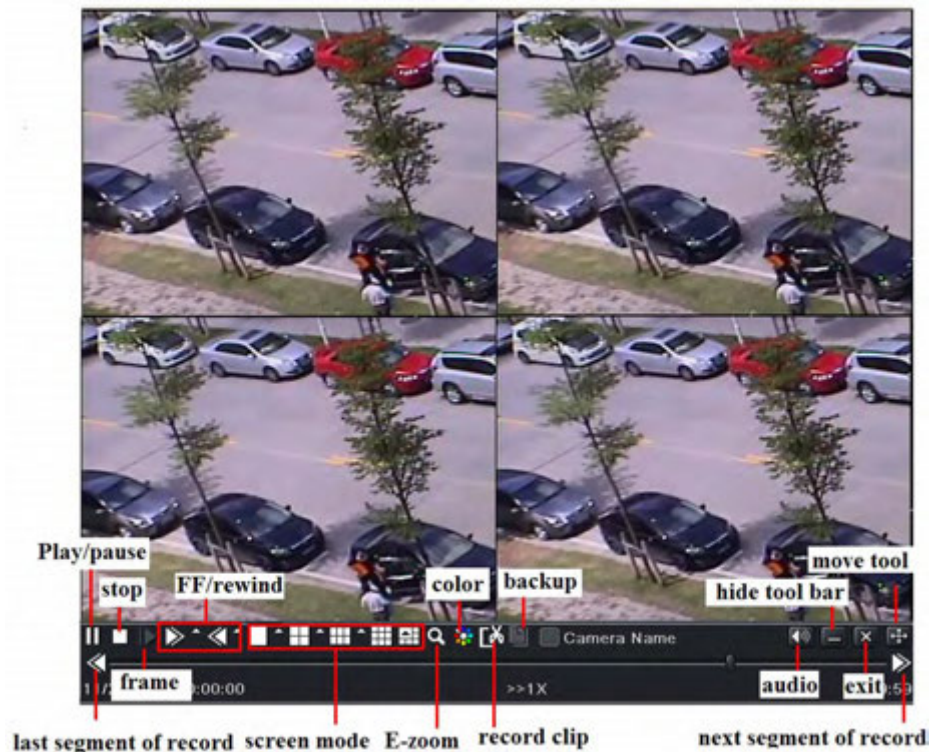 Play/pause
stop
FF/rewind
color
backup
move tool
hide tool bar
Camera Name
frame
>>1X
audio
exit
last segment of record
screen mode
E-zoom
record clip
next segment of record